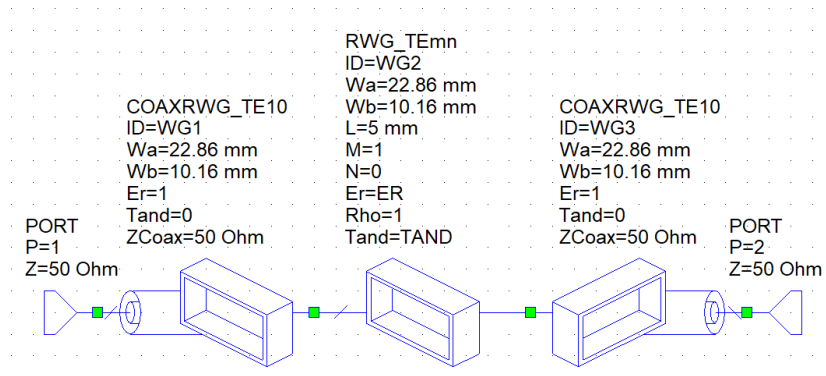 RWG_TEmn
ID=WG2
Wa=22.86 mm
Wb=10.16 mm
L=5 mm
M=1
N=0
Er=ER
Rho=1
Tand=TAND
COAXRWG_TE10
ID=WG1
Wa=22.86 mm
Wb=10.16 mm
Er=1
Tand=0
ZCoax=50 Ohm
COAXRWG_TE10
ID=WG3
Wa=22.86 mm
Wb=10.16 mm
Er=1
Tand=0
ZCoax=50 Ohm
PORT
P=1
Z=50 Ohm
PORT
P=2
Z=50 Ohm